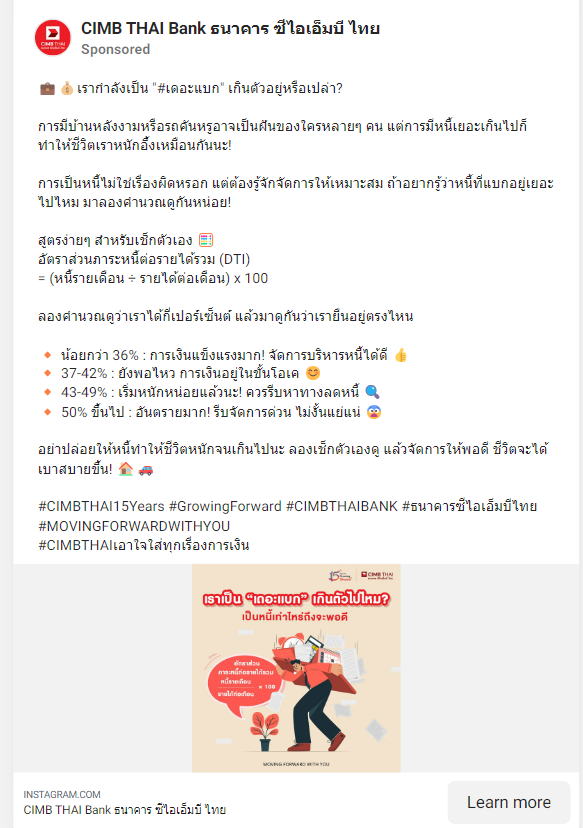 CIMB THAI
CIMB THAI Bank ธนาคาร ซีไอเอ็มบี ไทย
Sponsored
💼💰เรากำลังเป็น "#เดอะแบก" เกินตัวอยู่หรือเปล่า?
การมีบ้านหลังงามหรือรถคันหรูอาจเป็นฝันของใครหลายๆ คน แต่การมีหนี้เยอะเกินไปก็
ทำให้ชีวิตเราหนักอึ้งเหมือนกันนะ!
การเป็นหนี้ไม่ใช่เรื่องผิดหรอก แต่ต้องรู้จักจัดการให้เหมาะสม ถ้าอยากรู้ว่าหนี้ที่แบกอยู่เยอะ
ไปไหม มาลองคำนวณดูกันหน่อย!
สูตรง่ายๆ สำหรับเช็กตัวเอง 🧮
อัตราส่วนภาระหนี้ต่อรายได้รวม (DTI)
= (หนี้รายเดือน ÷ รายได้ต่อเดือน) x 100
ลองคำนวณดูว่าเราได้กี่เปอร์เซ็นต์ แล้วมาดูกันว่าเรายืนอยู่ตรงไหน
🔸 น้อยกว่า 36% : การเงินแข็งแรงมาก! จัดการบริหารหนี้ได้ดี 👍
🔸 37-42% : ยังพอไหว การเงินอยู่ในขั้นโอเค 😊
🔸 43-49% : เริ่มหนักหน่อยแล้วนะ! ควรรีบหาทางลดหนี้ 🔍
🔸 50% ขึ้นไป : อันตรายมาก! รีบจัดการด่วน ไม่งั้นแย่แน่ 😨
อย่าปล่อยให้หนี้ทำให้ชีวิตหนักจนเกินไปนะ ลองเช็กตัวเองดู แล้วจัดการให้พอดี ชีวิตจะได้
เบาสบายขึ้น! 🏠 🚗
#CIMBTHAI15Years #GrowingForward #CIMBTHAIBANK #ธนาคารซีไอเอ็มบีไทย
#MOVINGFORWARDWITHYOU
#CIMBTHAIเอาใจใส่ทุกเรื่องการเงิน
CIMB THAI
เราเป็น "เดอะแบก" เกินตัวไปไหม?
เป็นหนี้เท่าไหร่ถึงจะพอดี
อัตราส่วน
ภาระหนี้ต่อรายได้รวม
หนี้รายเดือน
x 100
รายได้ต่อเดือน
MOVING FORWARD WITH YOU
INSTAGRAM.COM
CIMB THAI Bank ธนาคาร ซีไอเอ็มบี ไทย
Learn more